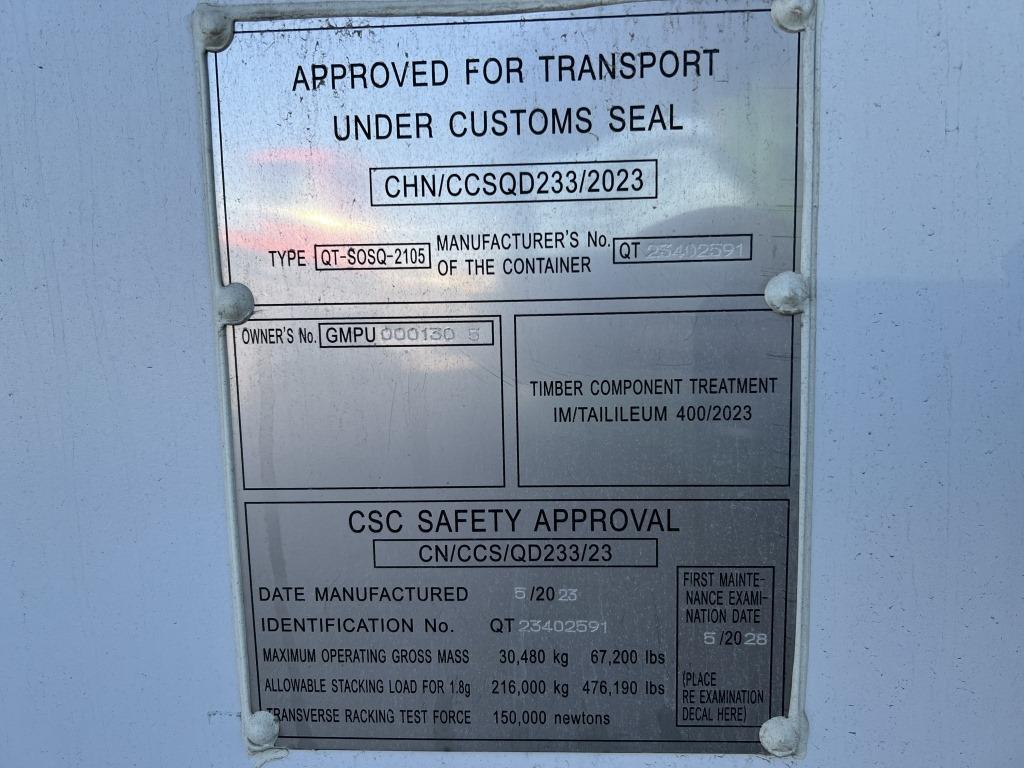 APPROVED FOR TRANSPORT
UNDER CUSTOMS SEAL
CHN/CCSQD233/2023
TYPE QT-SOSQ-2105 MANUFACTURER'S No. OF THE CONTAINER QT 23402591
OWNER'S No. GMPU 000130 5
TIMBER COMPONENT TREATMENT
IM/TAILILEUM 400/2023
CSC SAFETY APPROVAL
CN/CCS/QD233/23
DATE MANUFACTURED 5/2023
IDENTIFICATION No. QT 23402591
MAXIMUM OPERATING GROSS MASS 30,480 kg 67,200 lbs
ALLOWABLE STACKING LOAD FOR 1.8g 216,000 kg 476,190 lbs
TRANSVERSE RACKING TEST FORCE 150,000 newtons
FIRST MAINTE-
NANCE EXAMI-
NATION DATE
5/2028
(PLACE
RE EXAMINATION
DECAL HERE)